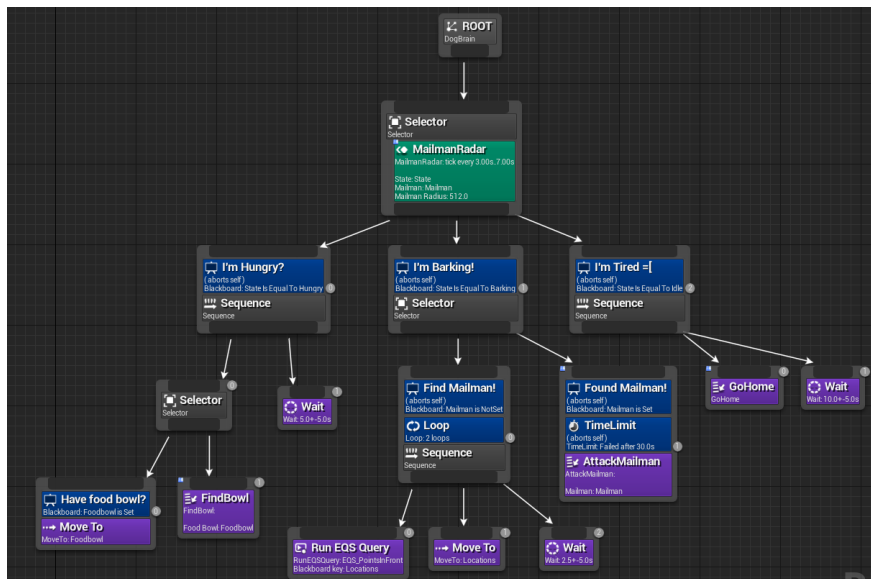 ROOT
DogBrain
Selector
Selector
MailmanRadar
MailmanRadar: tick every 3.00s..7.00s
State: State
Mailman: Mailman
Mailman Radius: 512.0
I'm Hungry?
( aborts self )
Blackboard: State Is Equal To Hungry
0
Sequence
Sequence
I'm Barking!
( aborts self )
Blackboard: State Is Equal To Barking
1
Selector
Selector
I'm Tired =[
( aborts self )
Blackboard: State Is Equal To Idle
2
Sequence
Sequence
0
Selector
Selector
1
Wait
Wait: 5.0+-5.0s
Find Mailman!
( aborts self )
Blackboard: Mailman is NotSet
Loop
Loop: 2 loops
0
Sequence
Sequence
Found Mailman!
( aborts self )
Blackboard: Mailman is Set
TimeLimit
( aborts self )
TimeLimit: Failed after 30.0s
1
AttackMailman
AttackMailman:
Mailman: Mailman
0
GoHome
GoHome
1
Wait
Wait: 10.0+-5.0s
Have food bowl?
Blackboard: Foodbowl is Set
0
Move To
MoveTo: Foodbowl
1
FindBowl
FindBowl:
Food Bowl: Foodbowl
0
Run EQS Query
RunEQSQuery: EQS_PointsInFront
Blackboard key: Locations
1
Move To
MoveTo: Locations
2
Wait
Wait: 2.5+-5.0s